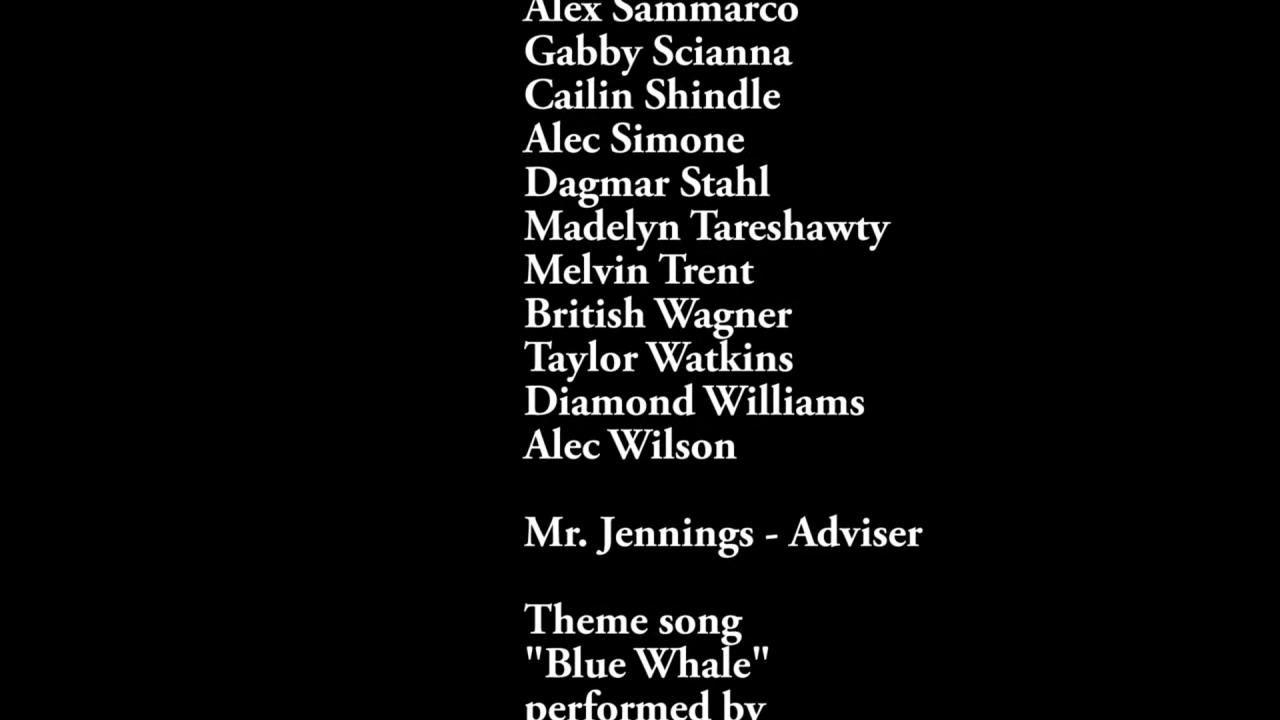 Alex Sammarco
Gabby Scianna
Cailin Shindle
Alec Simone
Dagmar Stahl
Madelyn Tareshawty
Melvin Trent
British Wagner
Taylor Watkins
Diamond Williams
Alec Wilson
Mr. Jennings - Adviser
Theme song
"Blue Whale"
performed by